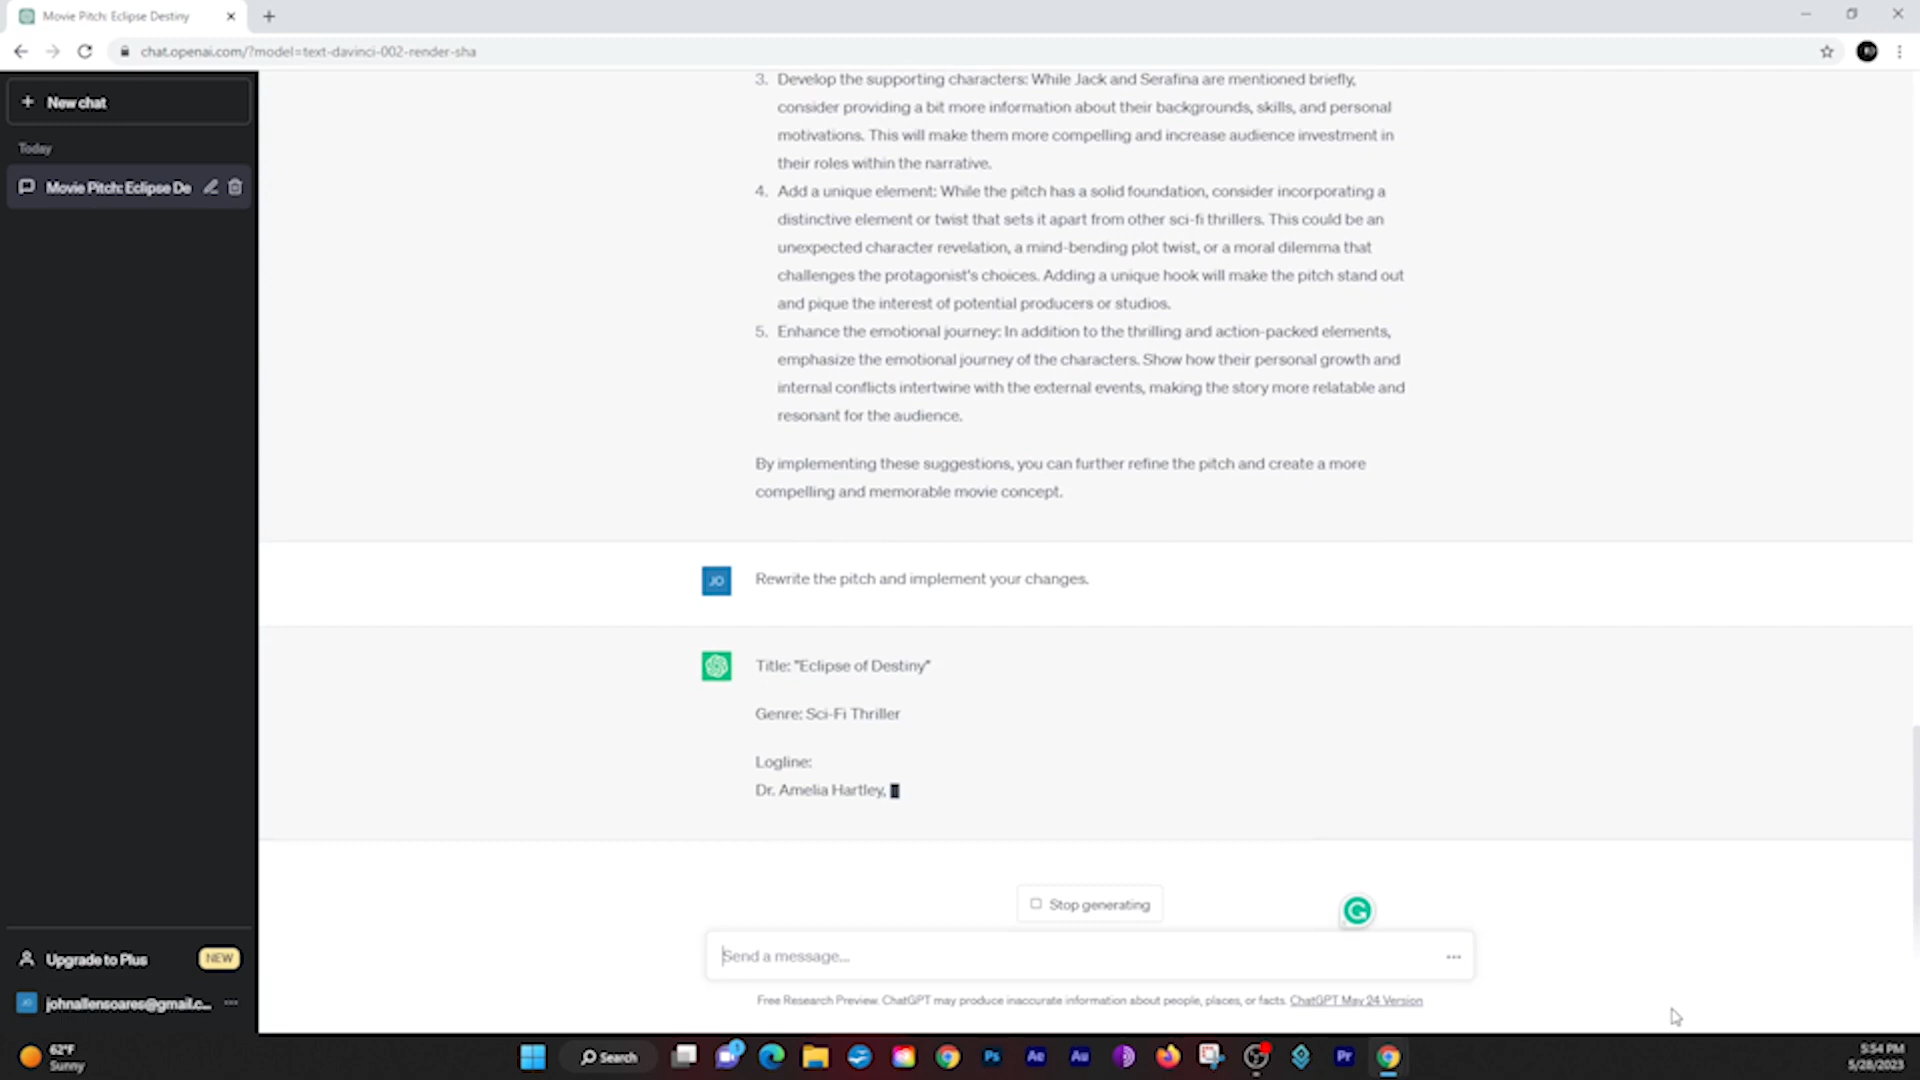 Movie Pitch: Eclipse Destiny
chat.openai.com/?model=text-davinci-002-render-sha
New chat
Today
Movie Pitch: Eclipse De
3. Develop the supporting characters: While Jack and Serafina are mentioned briefly,
consider providing a bit more information about their backgrounds, skills, and personal
motivations. This will make them more compelling and increase audience investment in
their roles within the narrative.
4. Add a unique element: While the pitch has a solid foundation, consider incorporating a
distinctive element or twist that sets it apart from other sci-fi thrillers. This could be an
unexpected character revelation, a mind-bending plot twist, or a moral dilemma that
challenges the protagonist's choices. Adding a unique hook will make the pitch stand out
and pique the interest of potential producers or studios.
5. Enhance the emotional journey: In addition to the thrilling and action-packed elements,
emphasize the emotional journey of the characters. Show how their personal growth and
internal conflicts intertwine with the external events, making the story more relatable and
resonant for the audience.
By implementing these suggestions, you can further refine the pitch and create a more
compelling and memorable movie concept.
JO
Rewrite the pitch and implement your changes.
Title: "Eclipse of Destiny"
Genre: Sci-Fi Thriller
Logline:
Dr. Amelia Hartley,
Stop generating
Send a message...
Free Research Preview. ChatGPT may produce inaccurate information about people, places, or facts. ChatGPT May 24 Version
Upgrade to Plus
NEW
JO
johnallensoares@gmail.c...
62°F
Sunny
Search
Ps
Ae
Au
Pr
5:54 PM
5/28/2023